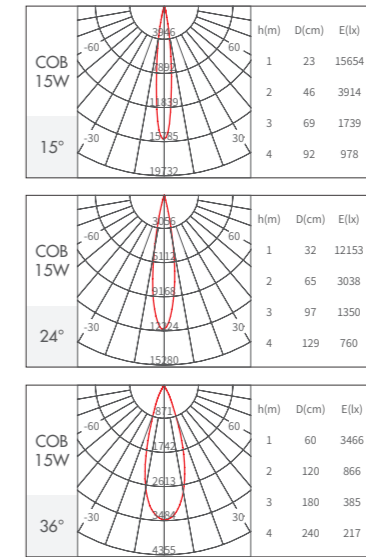 COB
15W
15°
3946
7892
11839
15785
19732
-60
60
-30
30
h(m) D(cm) E(lx)
1 23 15654
2 46 3914
3 69 1739
4 92 978
COB
15W
24°
3056
6112
9168
12224
15280
-60
60
-30
30
h(m) D(cm) E(lx)
1 32 12153
2 65 3038
3 97 1350
4 129 760
COB
15W
36°
871
1742
2613
3484
4355
-60
60
-30
30
h(m) D(cm) E(lx)
1 60 3466
2 120 866
3 180 385
4 240 217